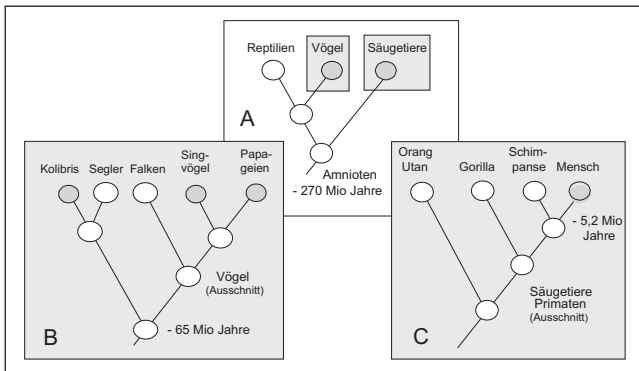 Reptilien
Vögel
Säugetiere
A
Amnioten
- 270 Mio Jahre
Kolibris
Segler
Falken
Sing-
vögel
Papa-
geien
Vögel
(Ausschnitt)
B
- 65 Mio Jahre
Orang
Utan
Gorilla
Schim-
panse
Mensch
- 5,2 Mio
Jahre
Säugetiere
Primaten
(Ausschnitt)
C